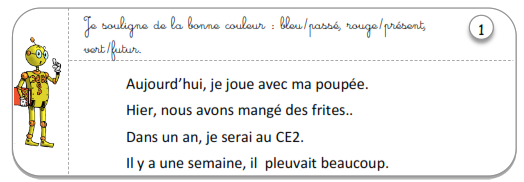 Je souligne de la bonne couleur : bleu/passé, rouge/présent,
vert/futur.
1
Aujourd’hui, je joue avec ma poupée.
Hier, nous avons mangé des frites..
Dans un an, je serai au CE2.
Il y a une semaine, il pleuvait beaucoup.